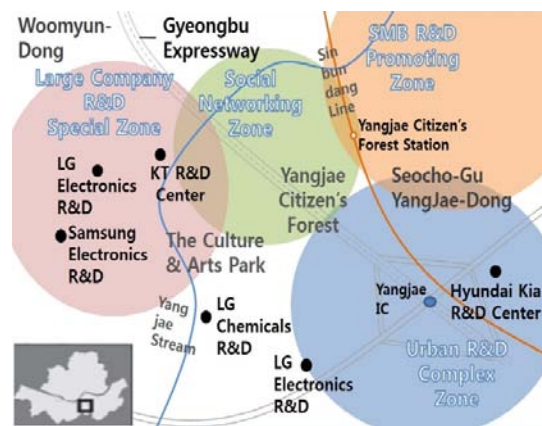 Woomyun-
Dong
Gyeongbu
Expressway
Large Company
R&D
Special Zone
Social
Networking
Zone
Sin
bun
dang
Line
SMB R&D
Promoting
Zone
Yangjae Citizen's
Forest Station
LG
Electronics
R&D
KT R&D
Center
Yangjae
Citizen's
Forest
Seocho-Gu
YangJae-Dong
Samsung
Electronics
R&D
The Culture
& Arts Park
Yang
jae
Stream
LG
Chemicals
R&D
Yangjae
IC
Hyundai Kia
R&D Center
LG
Electronics
R&D
Urban R&D
Complex
Zone